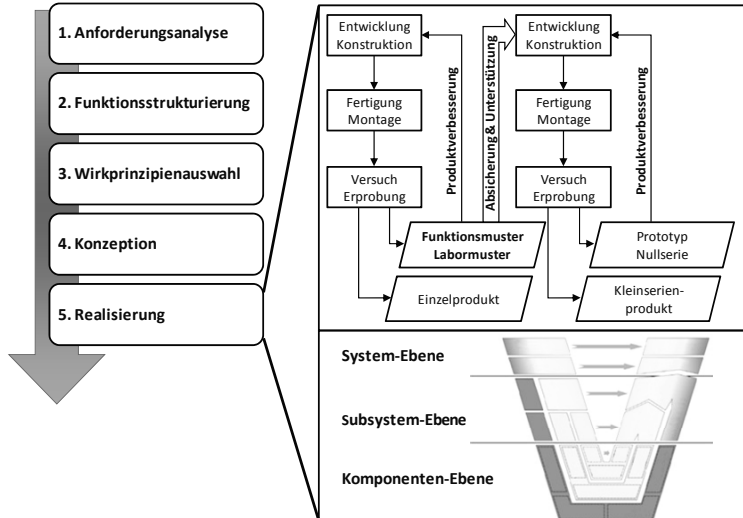 1. Anforderungsanalyse
2. Funktionsstrukturierung
3. Wirkprinzipienauswahl
4. Konzeption
5. Realisierung
Entwicklung
Konstruktion
Fertigung
Montage
Versuch
Erprobung
Funktionsmuster
Labormuster
Einzelprodukt
Produktverbesserung
Absicherung & Unterstützung
Entwicklung
Konstruktion
Fertigung
Montage
Versuch
Erprobung
Prototyp
Nullserie
Kleinserien-
produkt
Produktverbesserung
System-Ebene
Subsystem-Ebene
Komponenten-Ebene